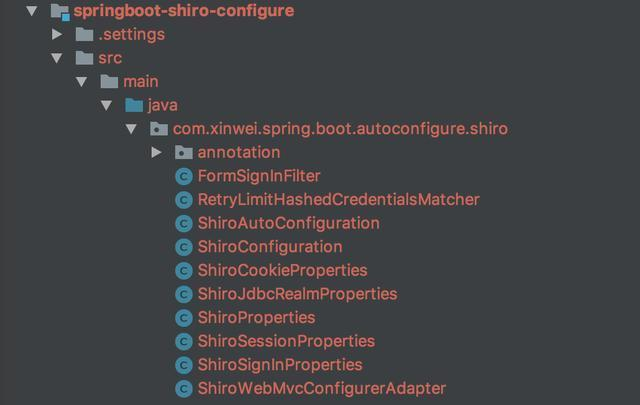 springboot-shiro-configure
.settings
src
main
java
com.xinwei.spring.boot.autoconfigure.shiro
annotation
C FormSignInFilter
C RetryLimitHashedCredentialsMatcher
C ShiroAutoConfiguration
C ShiroConfiguration
C ShiroCookieProperties
C ShiroJdbcRealmProperties
C ShiroProperties
C ShiroSessionProperties
C ShiroSignInProperties
C ShiroWebMvcConfigurerAdapter